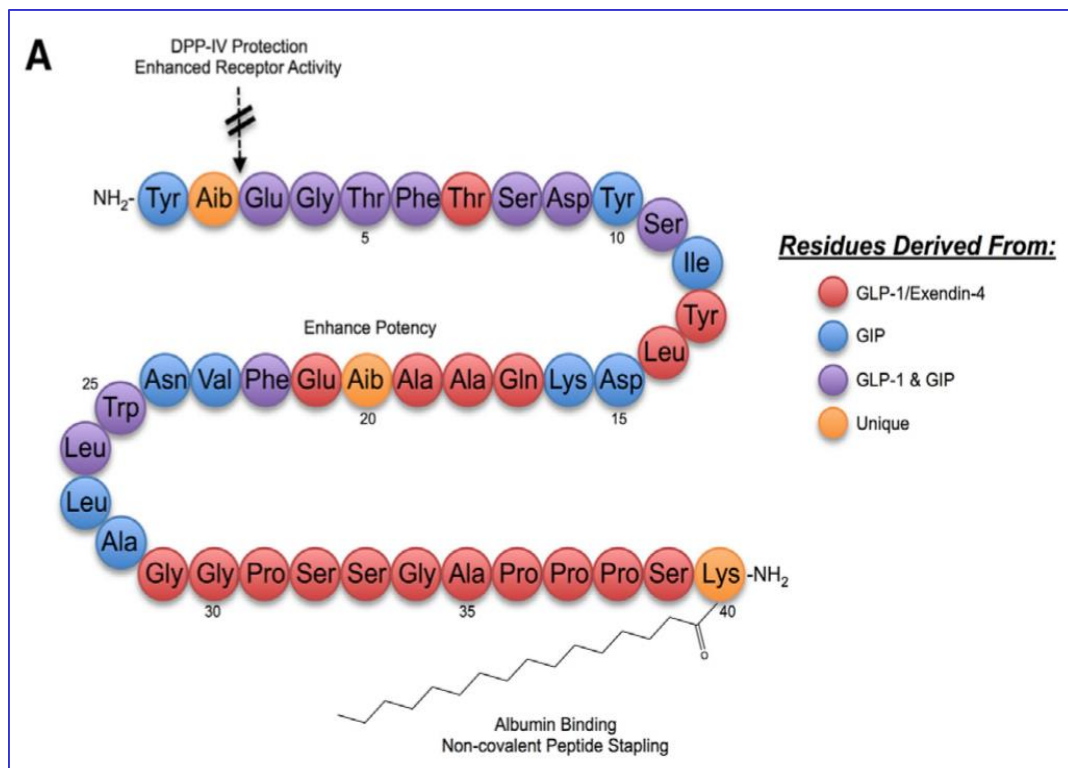 A
DPP-IV Protection
Enhanced Receptor Activity
NH2- Tyr Aib Glu Gly Thr Phe Thr Ser Asp Tyr
5 10
Ser
Ile
Tyr
Leu
Enhance Potency
Asn Val Phe Glu Aib Ala Ala Gln Lys Asp
25 20 15
Trp
Leu
Leu
Ala
Gly Gly Pro Ser Ser Gly Ala Pro Pro Pro Ser Lys -NH2
30 35 40
O
Albumin Binding
Non-covalent Peptide Stapling
Residues Derived From:
GLP-1/Exendin-4
GIP
GLP-1 & GIP
Unique